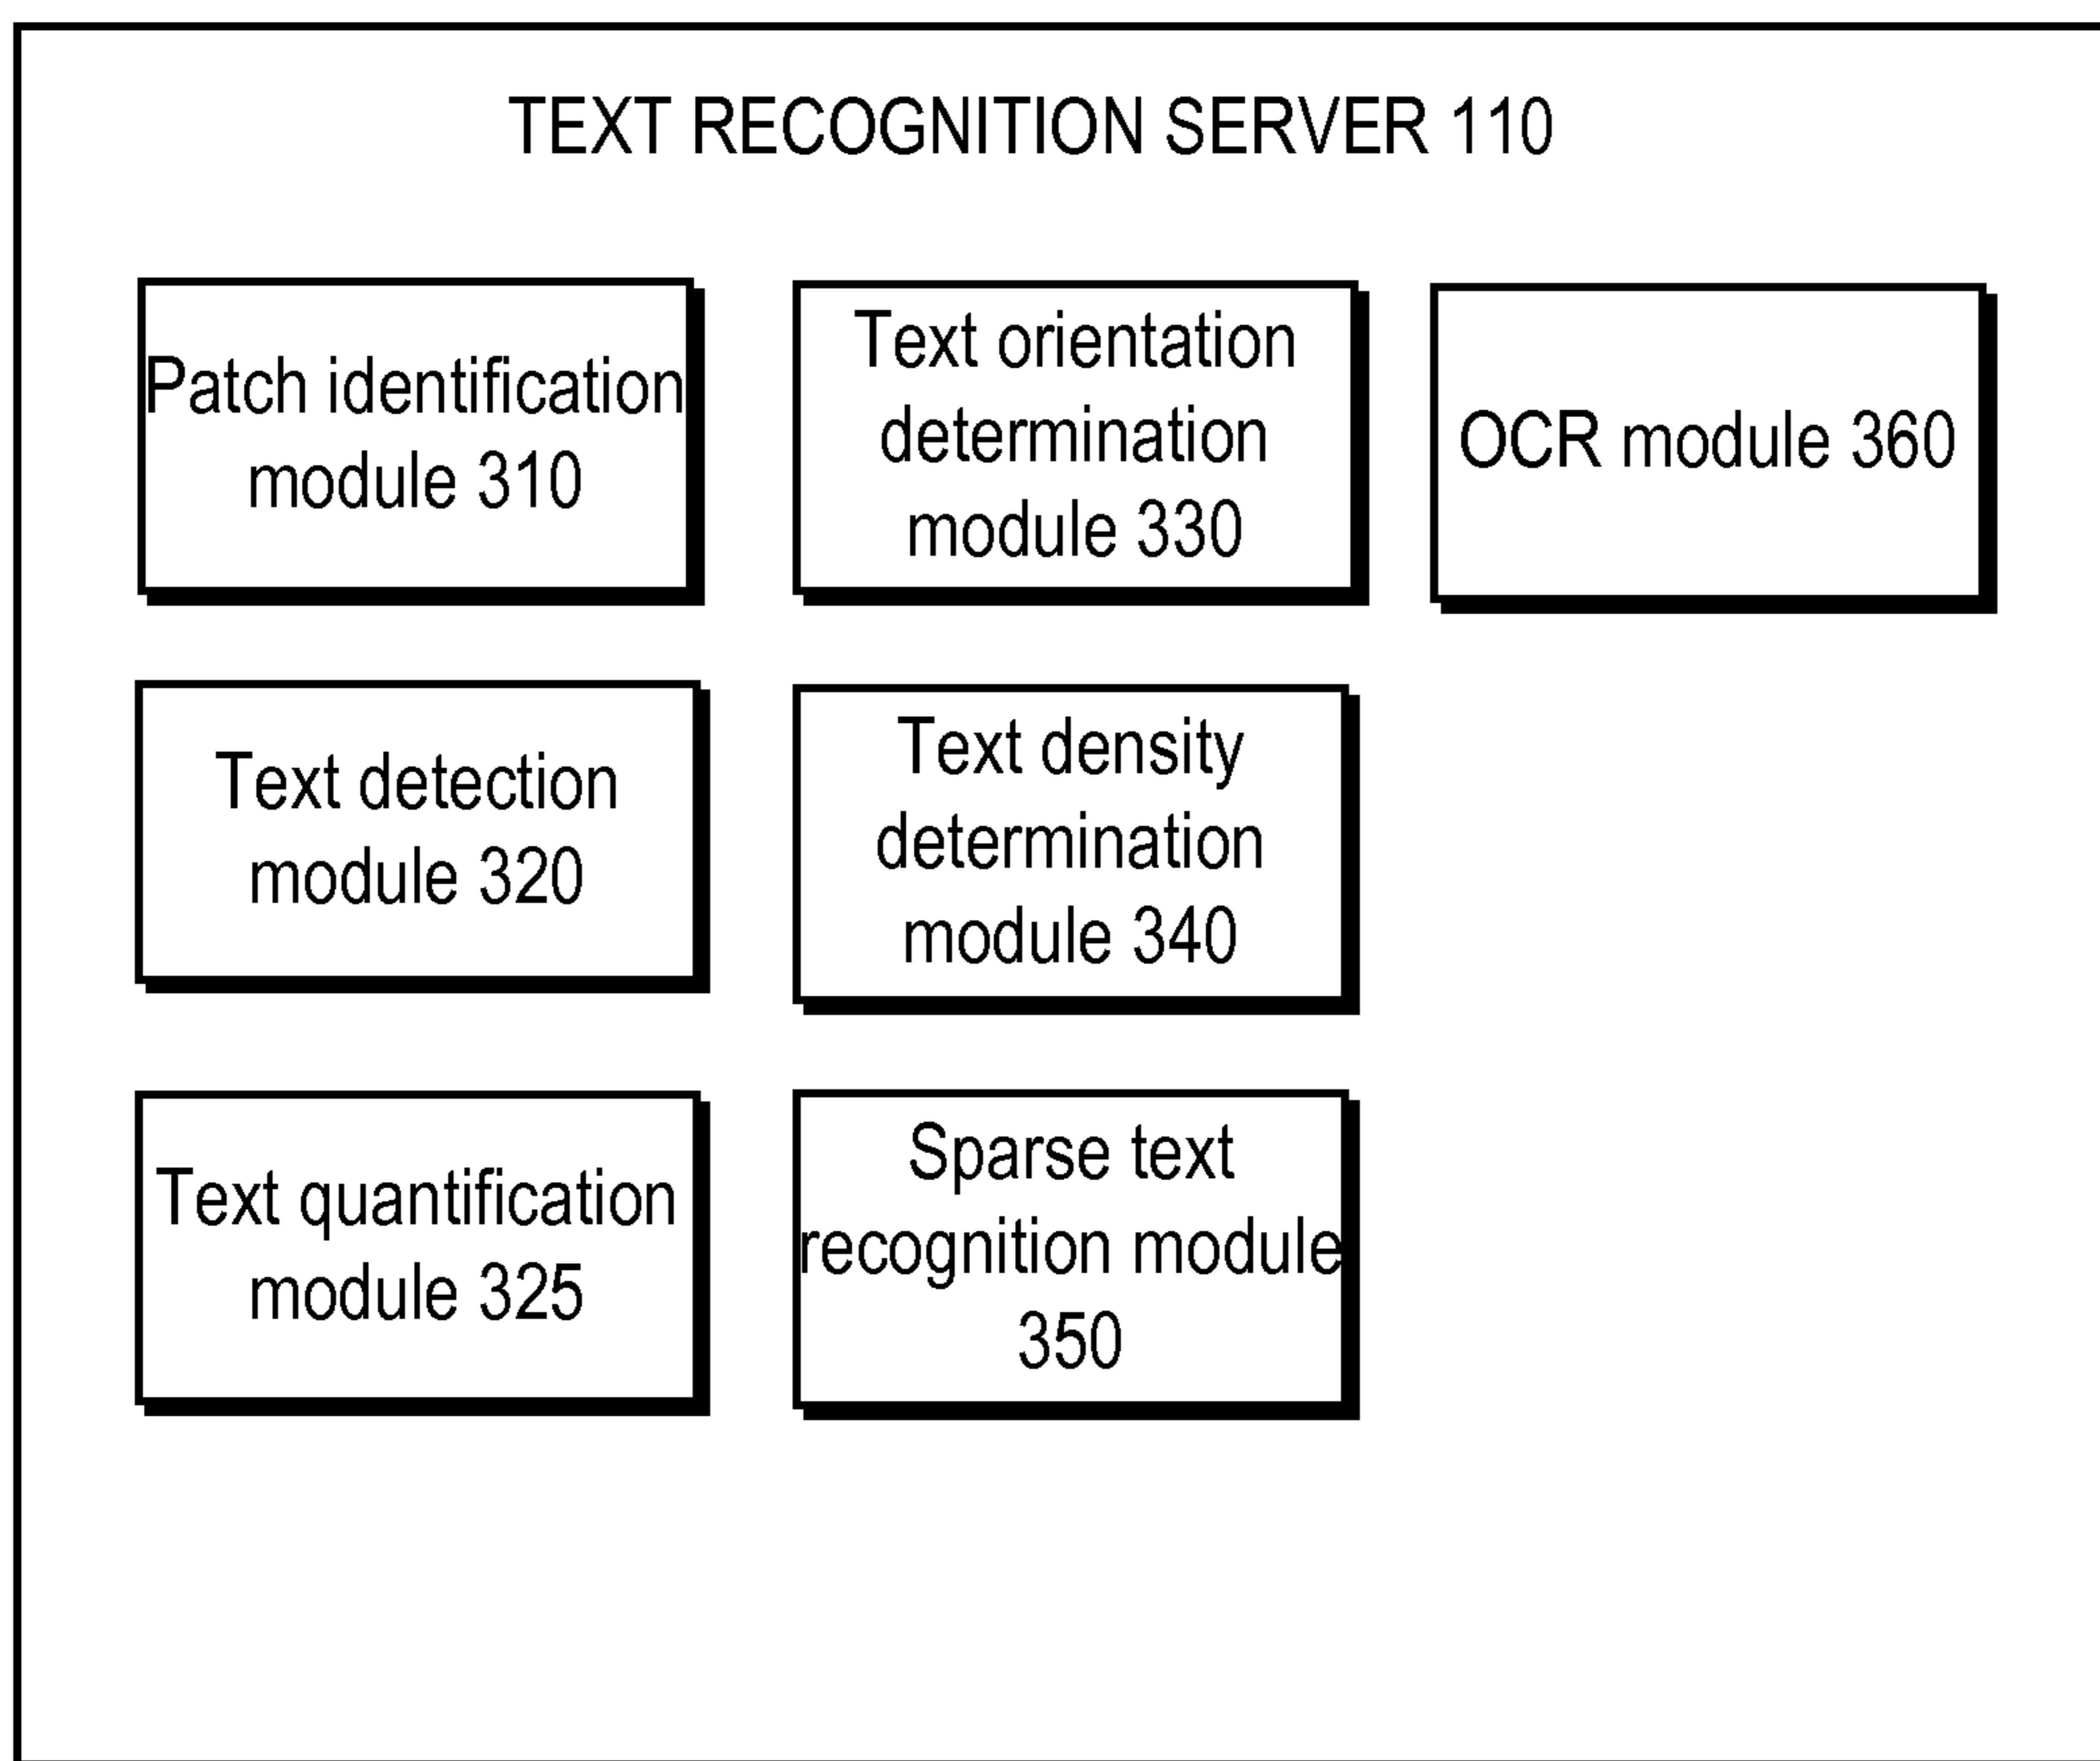 TEXT RECOGNITION SERVER 110
Patch identification
module 310
Text orientation
determination
module 330
OCR module 360
Text detection
module 320
Text density
determination
module 340
Text quantification
module 325
Sparse text
recognition module
350